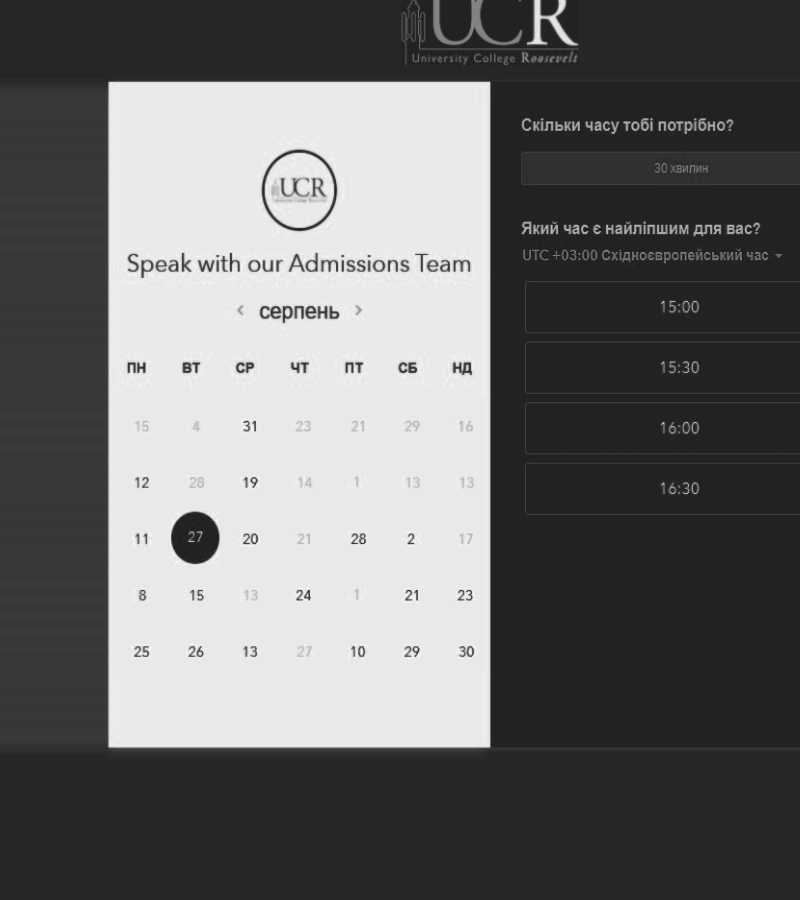 UCR
University College Roosevelt
UCR
Speak with our Admissions Team
< серпень >
ПН ВТ СР ЧТ ПТ СБ НД
15 4 31 23 21 29 16
12 28 19 14 1 13 13
11 27 20 21 28 2 17
8 15 13 24 1 21 23
25 26 13 27 10 29 30
Скільки часу тобі потрібно?
30 хвилин
Який час є найліпшим для вас?
UTC +03:00 Східноєвропейський час
15:00
15:30
16:00
16:30